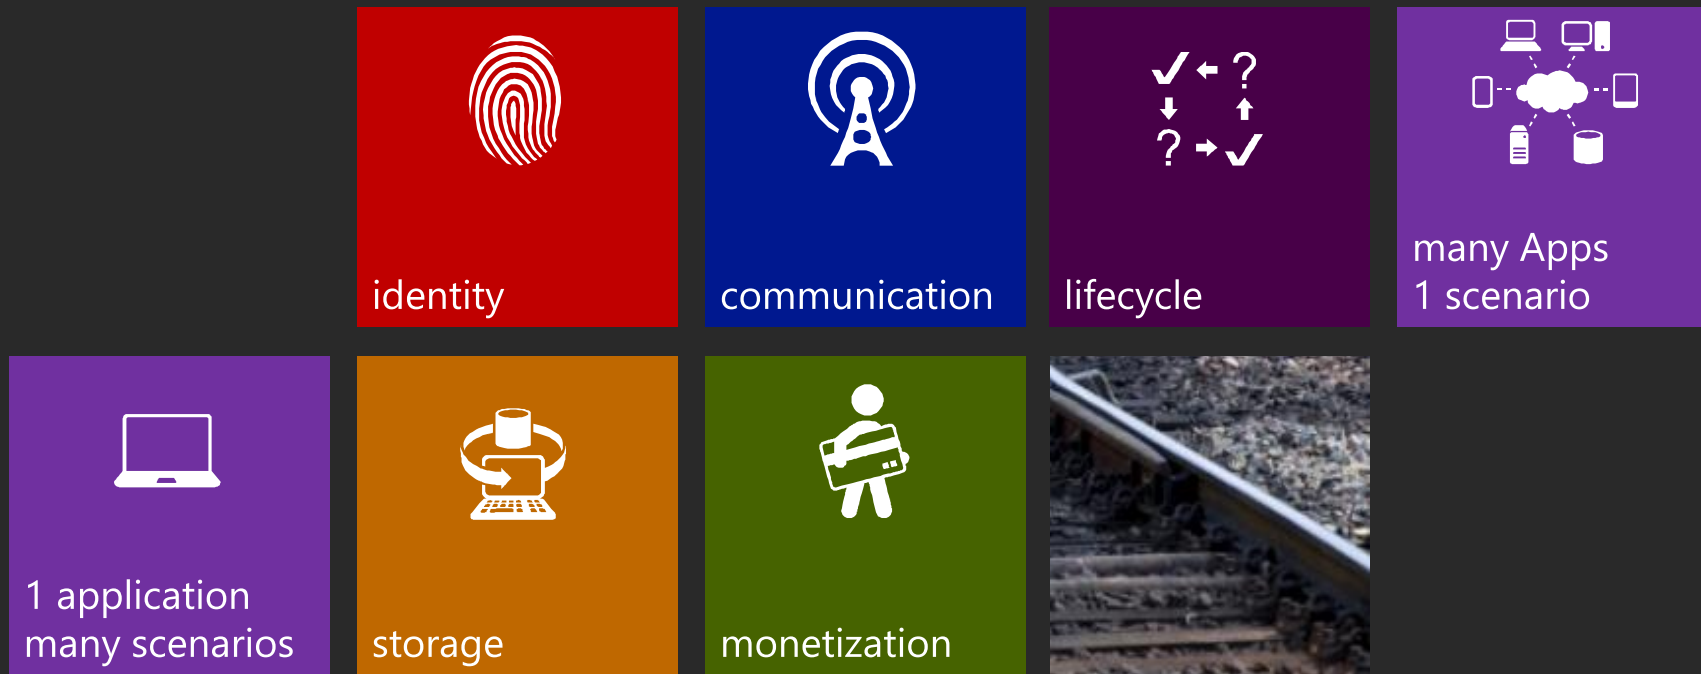 identity
communication
lifecycle
many Apps
1 scenario
1 application
many scenarios
storage
monetization